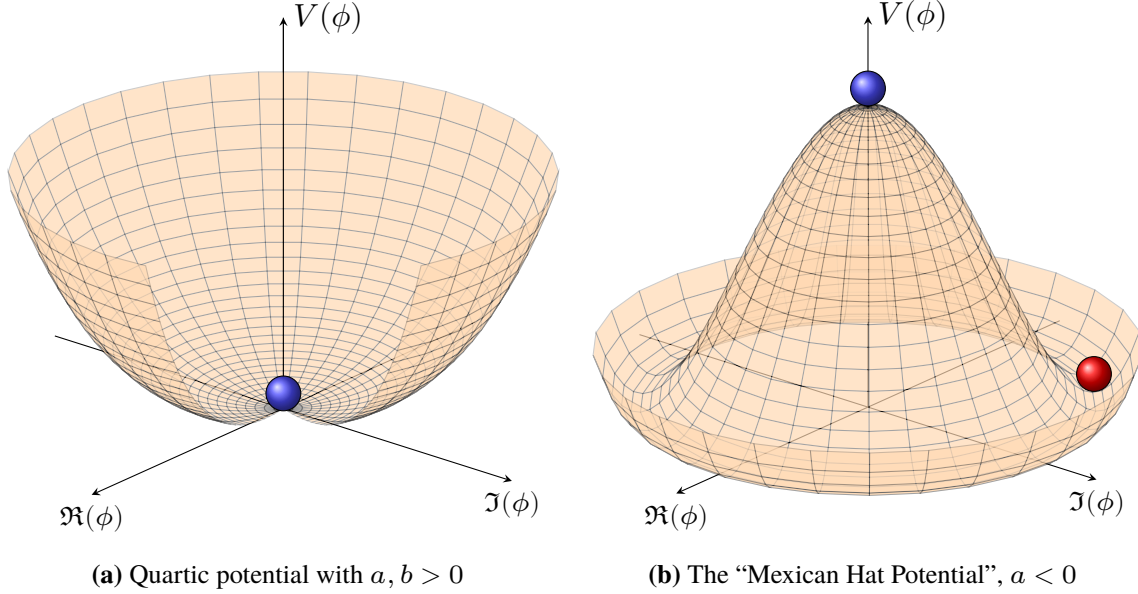 V(ϕ)
V(ϕ)
ℜ(ϕ)
ℑ(ϕ)
ℜ(ϕ)
ℑ(ϕ)
(a) Quartic potential with a, b > 0
(b) The “Mexican Hat Potential”, a < 0